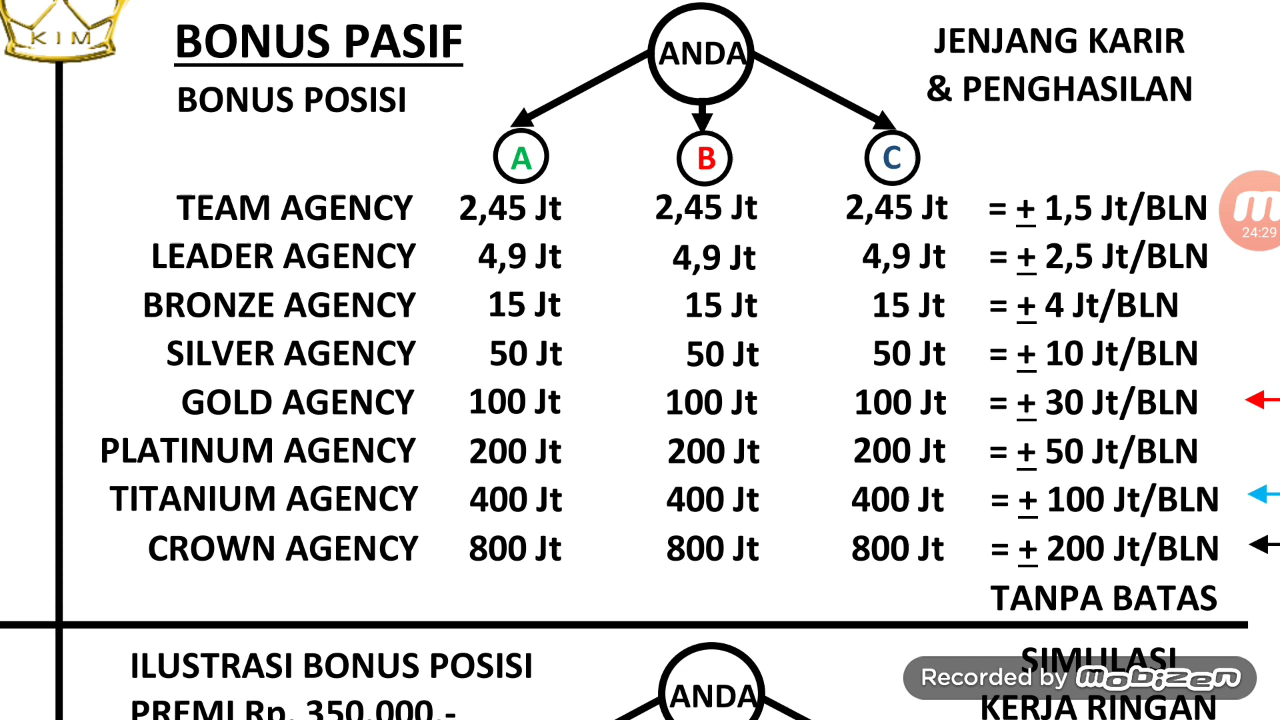 KIM
BONUS PASIF
ANDA
JENJANG KARIR
& PENGHASILAN
BONUS POSISI
A B C
TEAM AGENCY 2,45 Jt 2,45 Jt 2,45 Jt = ± 1,5 Jt/BLN
LEADER AGENCY 4,9 Jt 4,9 Jt 4,9 Jt = ± 2,5 Jt/BLN
BRONZE AGENCY 15 Jt 15 Jt 15 Jt = ± 4 Jt/BLN
SILVER AGENCY 50 Jt 50 Jt 50 Jt = ± 10 Jt/BLN
GOLD AGENCY 100 Jt 100 Jt 100 Jt = ± 30 Jt/BLN
PLATINUM AGENCY 200 Jt 200 Jt 200 Jt = ± 50 Jt/BLN
TITANIUM AGENCY 400 Jt 400 Jt 400 Jt = ± 100 Jt/BLN
CROWN AGENCY 800 Jt 800 Jt 800 Jt = ± 200 Jt/BLN
TANPA BATAS
24:29
ILUSTRASI BONUS POSISI
PREMI Rp. 350.000,-
ANDA
SIMULASI
KERJA RINGAN
Recorded by mobizen